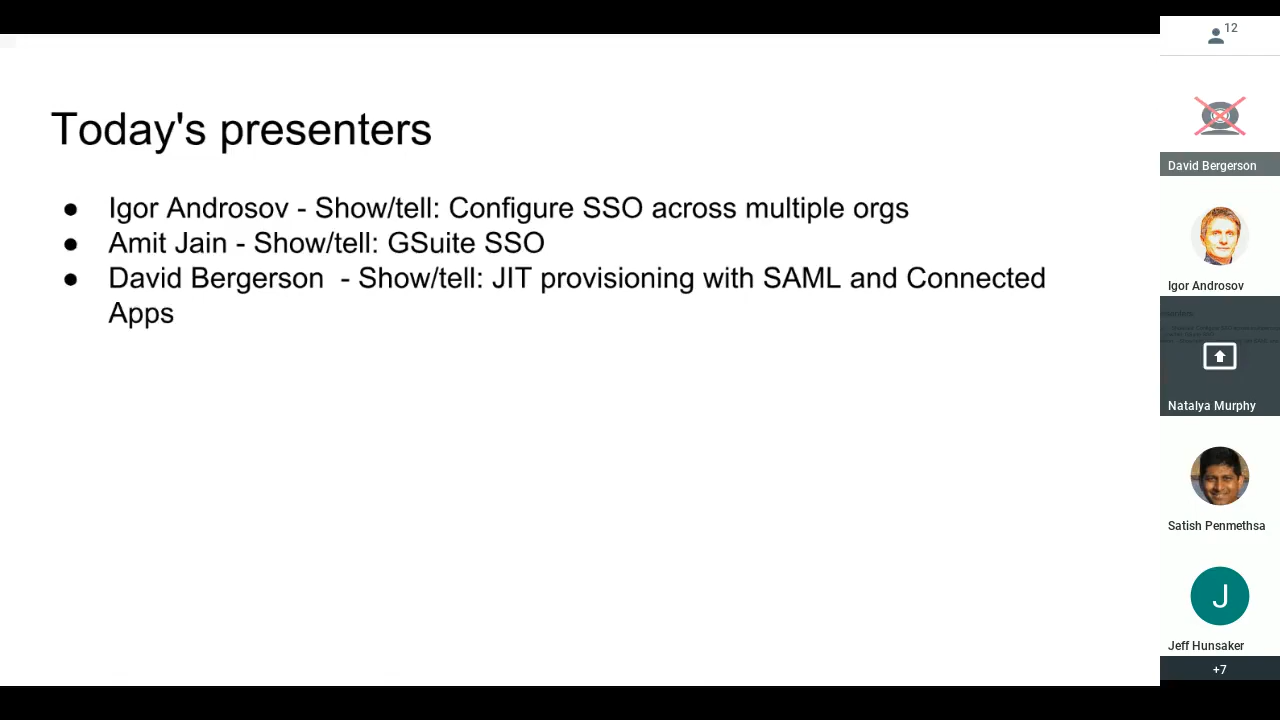 Today's presenters
● Igor Androsov - Show/tell: Configure SSO across multiple orgs
● Amit Jain - Show/tell: GSuite SSO
● David Bergerson - Show/tell: JIT provisioning with SAML and Connected
Apps
12
David Bergerson
Igor Androsov
Natalya Murphy
Satish Penmethsa
J
Jeff Hunsaker
+7